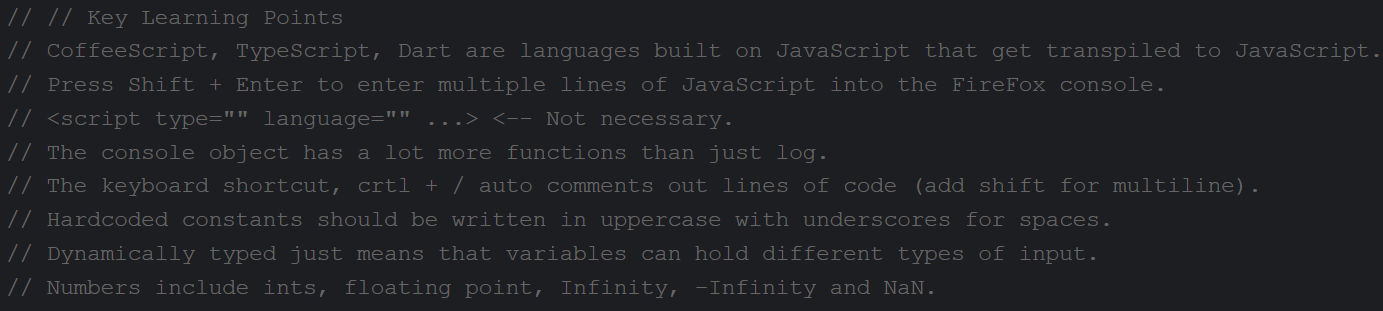 // // Key Learning Points
// CoffeeScript, TypeScript, Dart are languages built on JavaScript that get transpiled to JavaScript.
// Press Shift + Enter to enter multiple lines of JavaScript into the FireFox console.
// <script type="" language="" ...> <-- Not necessary.
// The console object has a lot more functions than just log.
// The keyboard shortcut, crtl + / auto comments out lines of code (add shift for multiline).
// Hardcoded constants should be written in uppercase with underscores for spaces.
// Dynamically typed just means that variables can hold different types of input.
// Numbers include ints, floating point, Infinity, -Infinity and NaN.